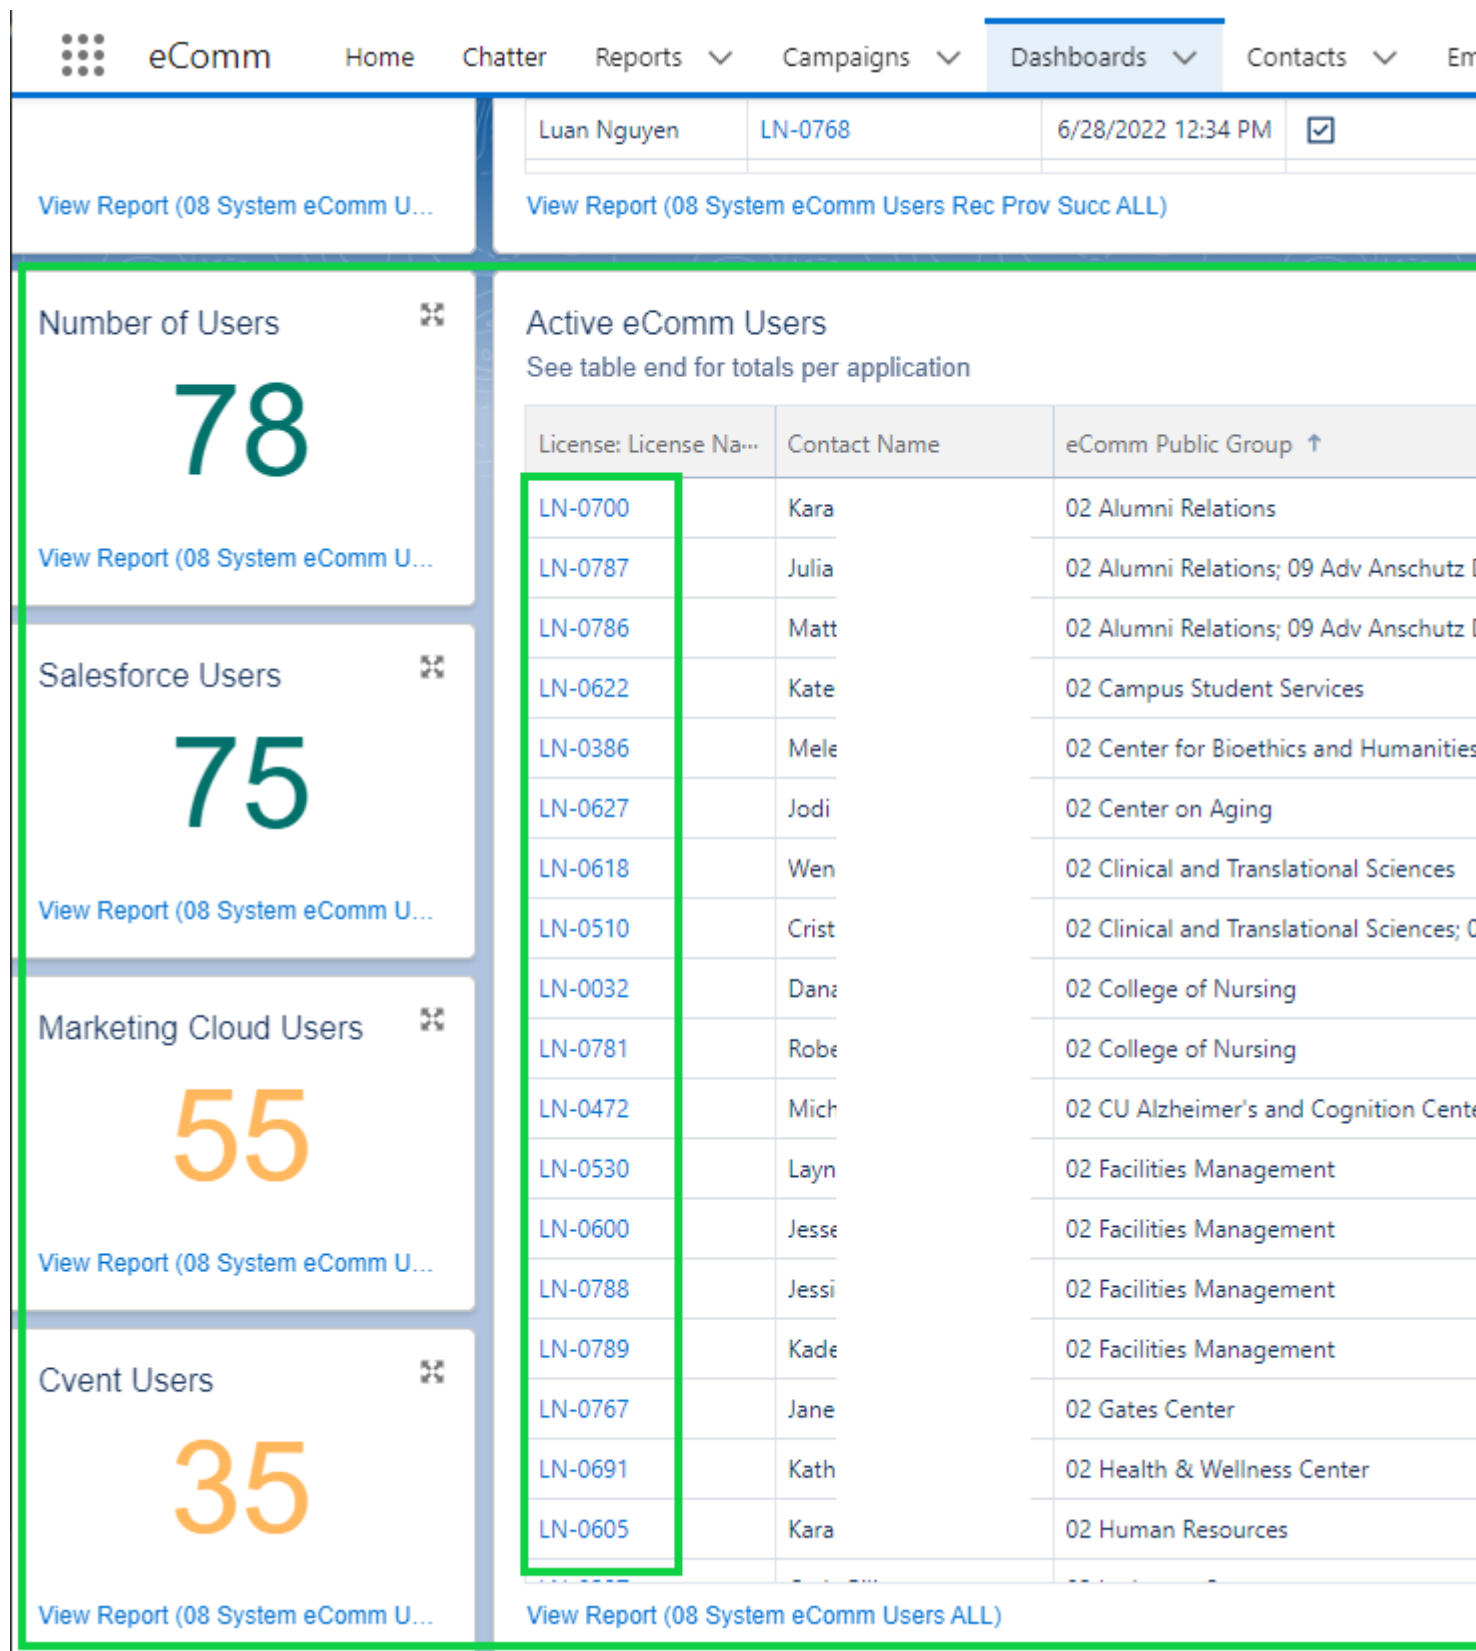 eComm Home Chatter Reports Campaigns Dashboards Contacts Em
Luan Nguyen LN-0768 6/28/2022 12:34 PM
View Report (08 System eComm U...
View Report (08 System eComm Users Rec Prov Succ ALL)
Number of Users
78
View Report (08 System eComm U...
Salesforce Users
75
View Report (08 System eComm U...
Marketing Cloud Users
55
View Report (08 System eComm U...
Cvent Users
35
View Report (08 System eComm U...
Active eComm Users
See table end for totals per application
License: License Na... Contact Name eComm Public Group ↑
LN-0700 Kara 02 Alumni Relations
LN-0787 Julia 02 Alumni Relations; 09 Adv Anschutz
LN-0786 Matt 02 Alumni Relations; 09 Adv Anschutz
LN-0622 Kate 02 Campus Student Services
LN-0386 Mele 02 Center for Bioethics and Humanities
LN-0627 Jodi 02 Center on Aging
LN-0618 Wen 02 Clinical and Translational Sciences
LN-0510 Crist 02 Clinical and Translational Sciences; 0
LN-0032 Dana 02 College of Nursing
LN-0781 Robe 02 College of Nursing
LN-0472 Mich 02 CU Alzheimer's and Cognition Cente
LN-0530 Layn 02 Facilities Management
LN-0600 Jesse 02 Facilities Management
LN-0788 Jessi 02 Facilities Management
LN-0789 Kade 02 Facilities Management
LN-0767 Jane 02 Gates Center
LN-0691 Kath 02 Health & Wellness Center
LN-0605 Kara 02 Human Resources
View Report (08 System eComm Users ALL)